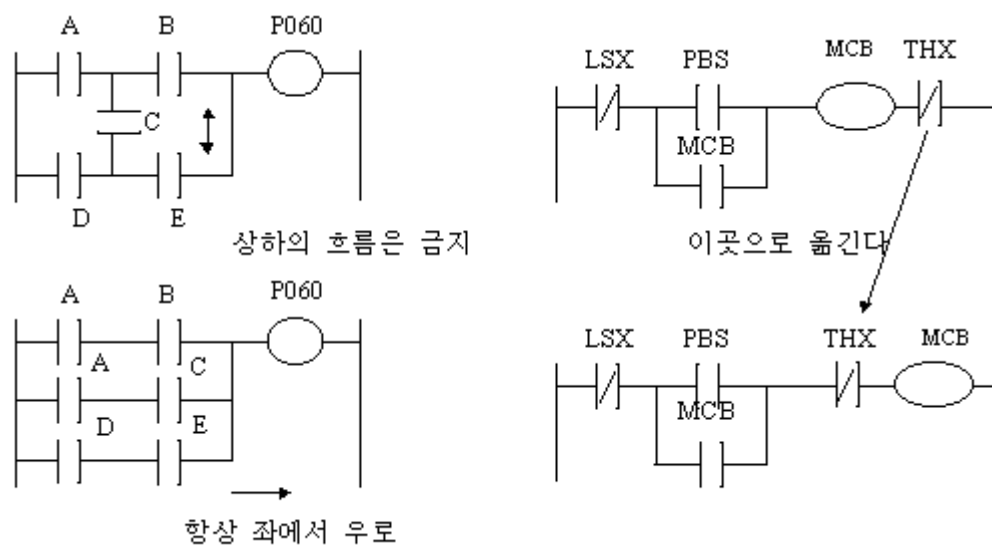 A B P060
C
D E
상하의 흐름은 금지
A B P060
A C
D E
항상 좌에서 우로
LSX PBS MCB THX
MCB
이곳으로 옮긴다
LSX PBS THX MCB
MCB